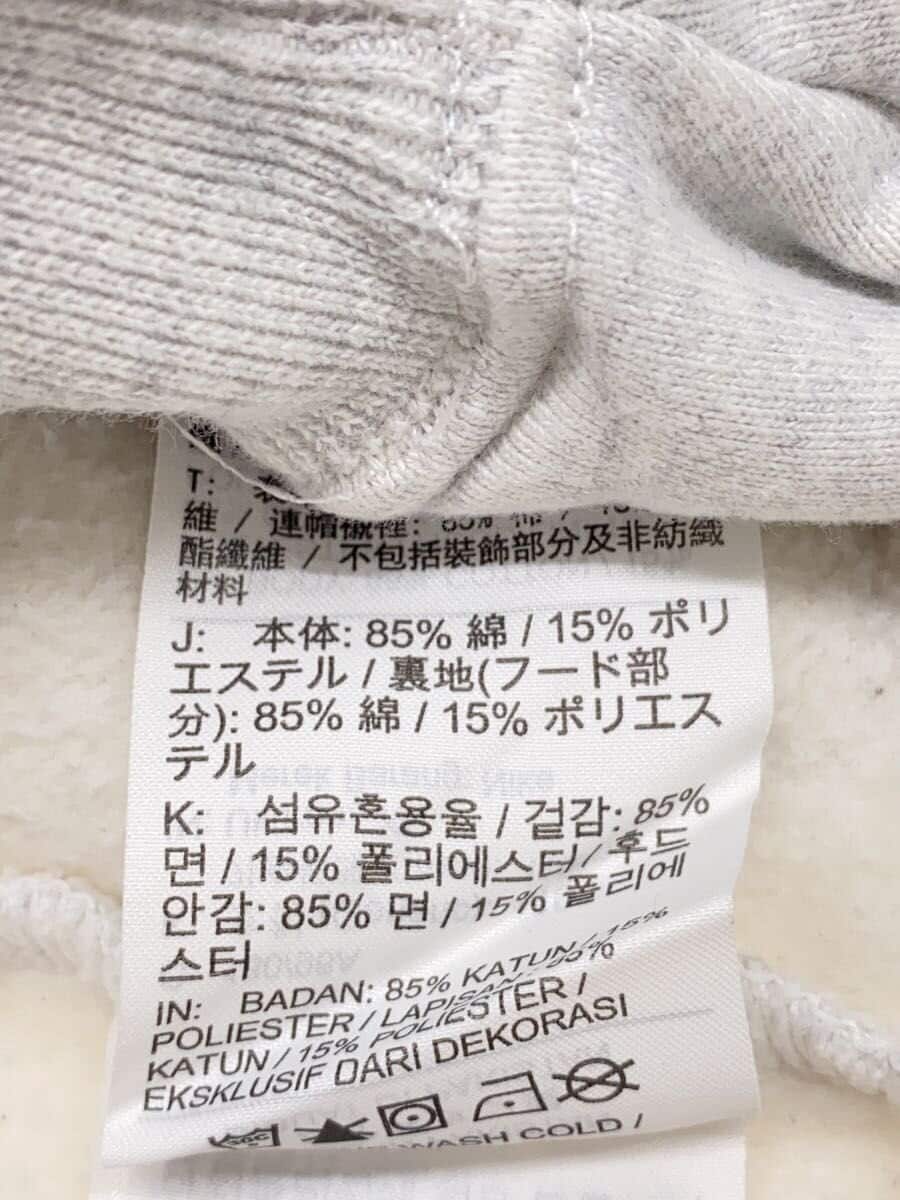 T:
維 / 連帽襯裡: 85% 綿 /
酯纖維 / 不包括裝飾部分及非紡織
材料
J: 本体: 85% 綿 / 15% ポリ
エステル / 裏地(フード部
分): 85% 綿 / 15% ポリエス
テル
K: 섬유혼용율 / 겉감: 85%
면 / 15% 폴리에스터 / 후드
안감: 85% 면 / 15% 폴리에
스터
IN: BADAN: 85% KATUN / 15%
POLIESTER / LAPISAN: 85%
KATUN / 15% POLIESTER /
EKSKLUSIF DARI DEKORASI
WASH COLD /